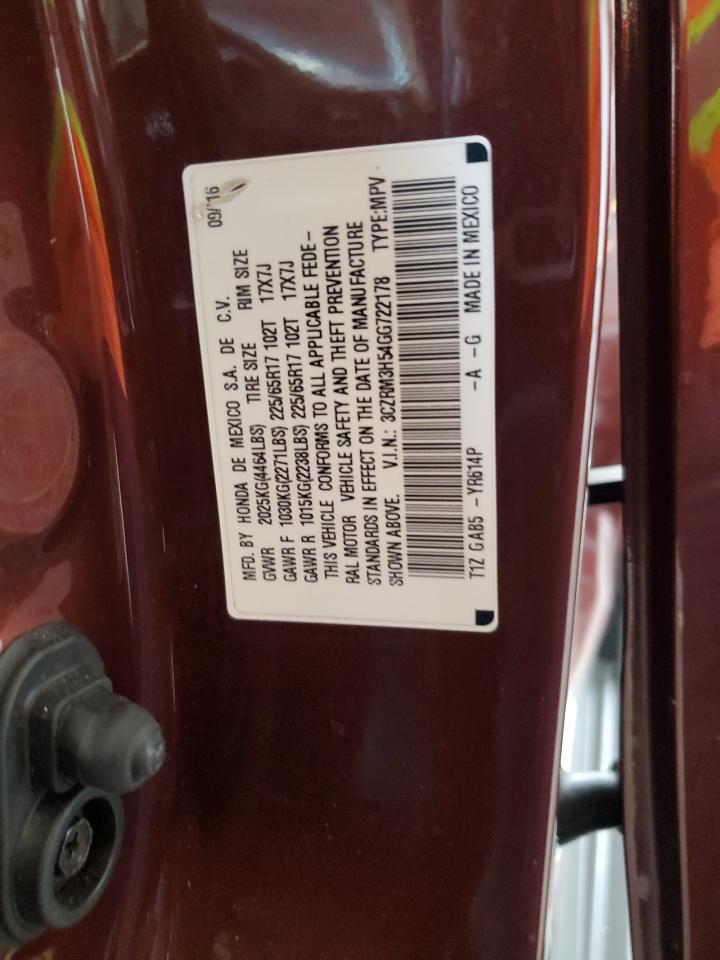 09/16
MFD. BY HONDA DE MEXICO S.A. DE C.V.
GVWR 2025KG(4464LBS) TIRE SIZE RIM SIZE
GAWR F 1030KG(2271LBS) 225/65R17 102T 17X7J
GAWR R 1015KG(2238LBS) 225/65R17 102T 17X7J
THIS VEHICLE CONFORMS TO ALL APPLICABLE FEDE-
RAL MOTOR VEHICLE SAFETY AND THEFT PREVENTION
STANDARDS IN EFFECT ON THE DATE OF MANUFACTURE
SHOWN ABOVE. V.I.N.: 3CZRM3H54GG722178 TYPE:MPV
T1Z GAB5 -YR614P -A -G MADE IN MEXICO